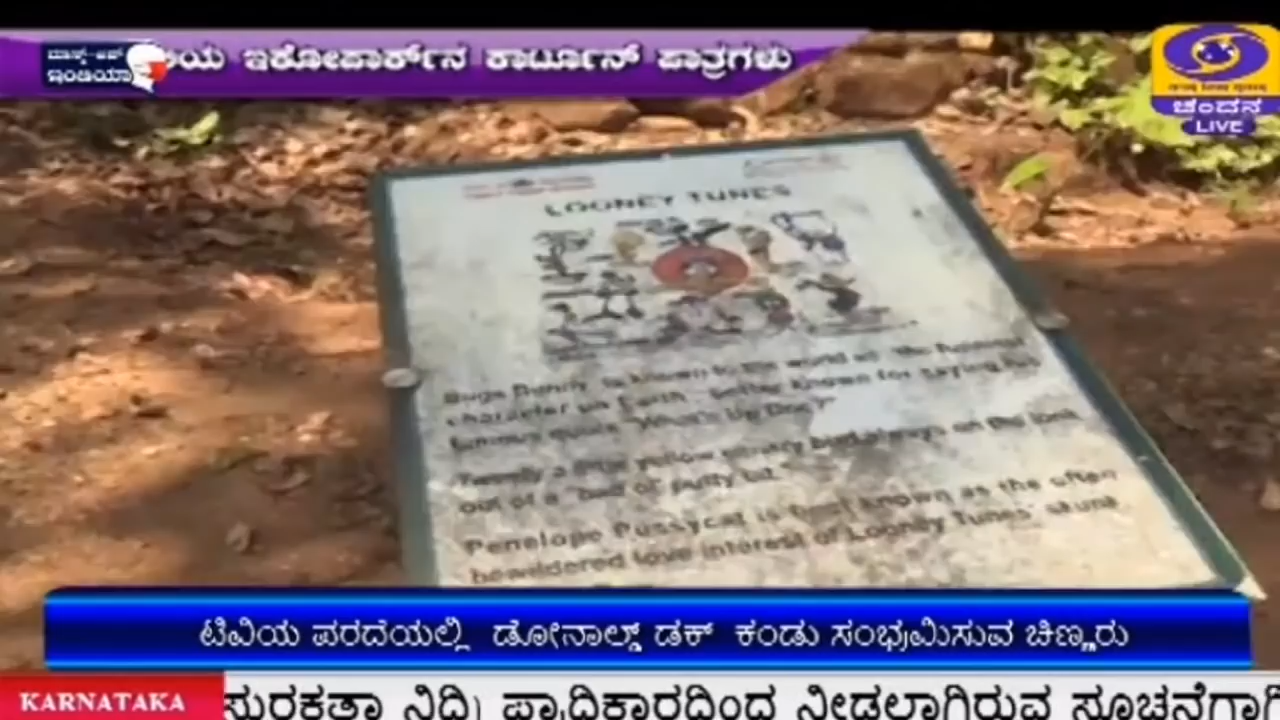 ಮಾಸ್ಕ್-ಅಪ್
ಇಂಡಿಯಾ
ಇಕೋಪಾರ್ಕ್‌ನ ಕಾರ್ಟೂನ್ ಪಾತ್ರಗಳು
ಚಂದನ
LIVE
LOONEY TUNES
Bugs Bunny is known to the world as "the funniest
character on Earth," better known for saying his
famous quote "What's Up Doc?"
Tweety a little yellow canary bird always on the look
out of a "bad ol' putty tat."
Penelope Pussycat is best known as the often
bewildered love interest of Looney Tunes' skunk
ಟಿವಿಯ ಪರದೆಯಲ್ಲಿ ಡೋನಾಲ್ಡ್ ಡಕ್ ಕಂಡು ಸಂಭ್ರಮಿಸುವ ಚಿಣ್ಣರು
KARNATAKA
ಸುರಕ್ಷತಾ ನಿಧಿ ಪ್ರಾಧಿಕಾರದಿಂದ ನೀಡಲಾಗಿರುವ